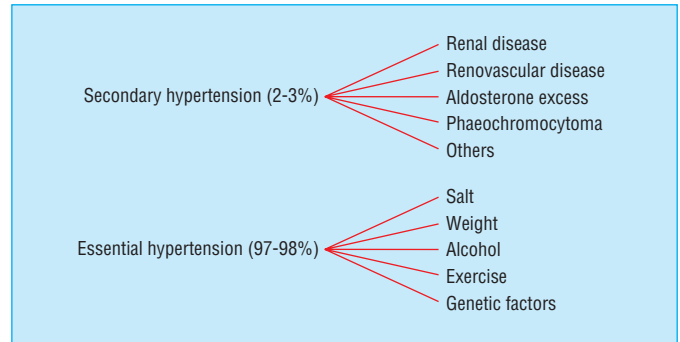 Secondary hypertension (2-3%)
Renal disease
Renovascular disease
Aldosterone excess
Phaeochromocytoma
Others
Essential hypertension (97-98%)
Salt
Weight
Alcohol
Exercise
Genetic factors